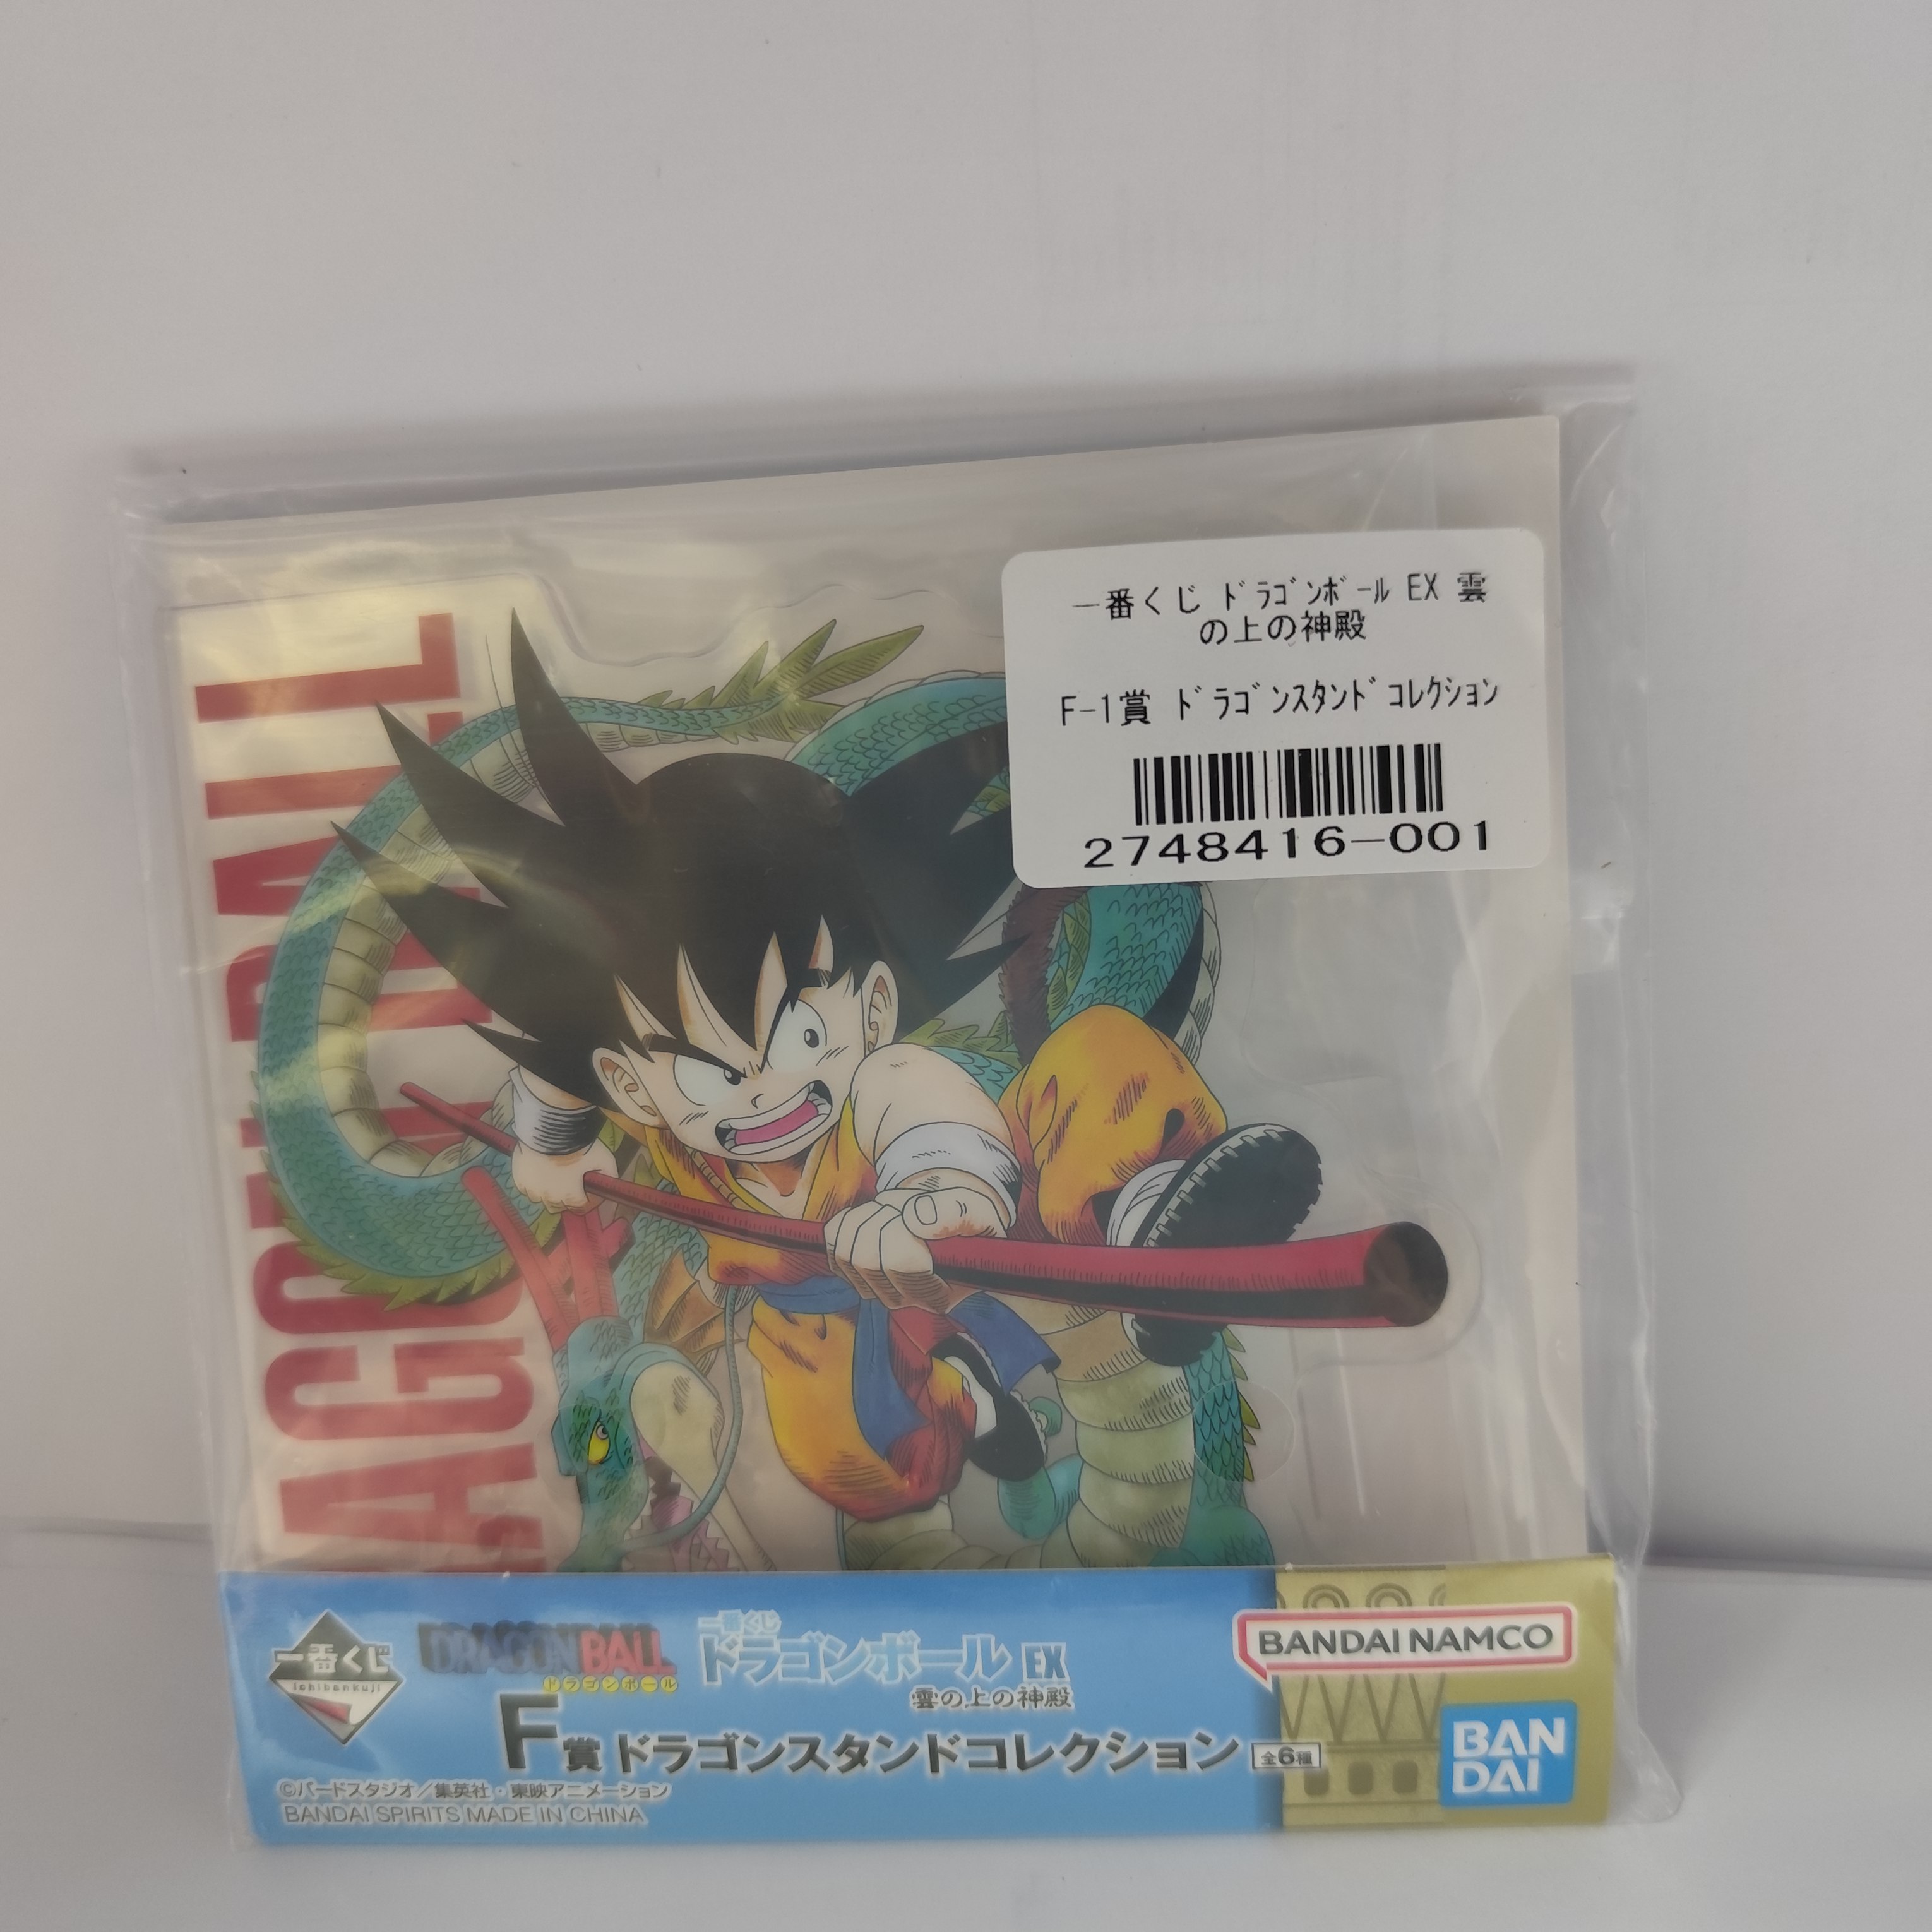 一番くじ ﾄﾞﾗｺﾞﾝﾎﾞｰﾙ EX 雲
の上の神殿
F-1賞 ﾄﾞﾗｺﾞﾝｽﾀﾝﾄﾞｺﾚｸｼｮﾝ
2748416-001
AGON BALL
一番くじ
ichibankuji
DRAGON BALL
ドラゴンボール
一番くじ
ドラゴンボール EX
雲の上の神殿
F賞 ドラゴンスタンドコレクション 全6種
©バードスタジオ／集英社・東映アニメーション
BANDAI SPIRITS MADE IN CHINA
BANDAI NAMCO
BAN
DAI